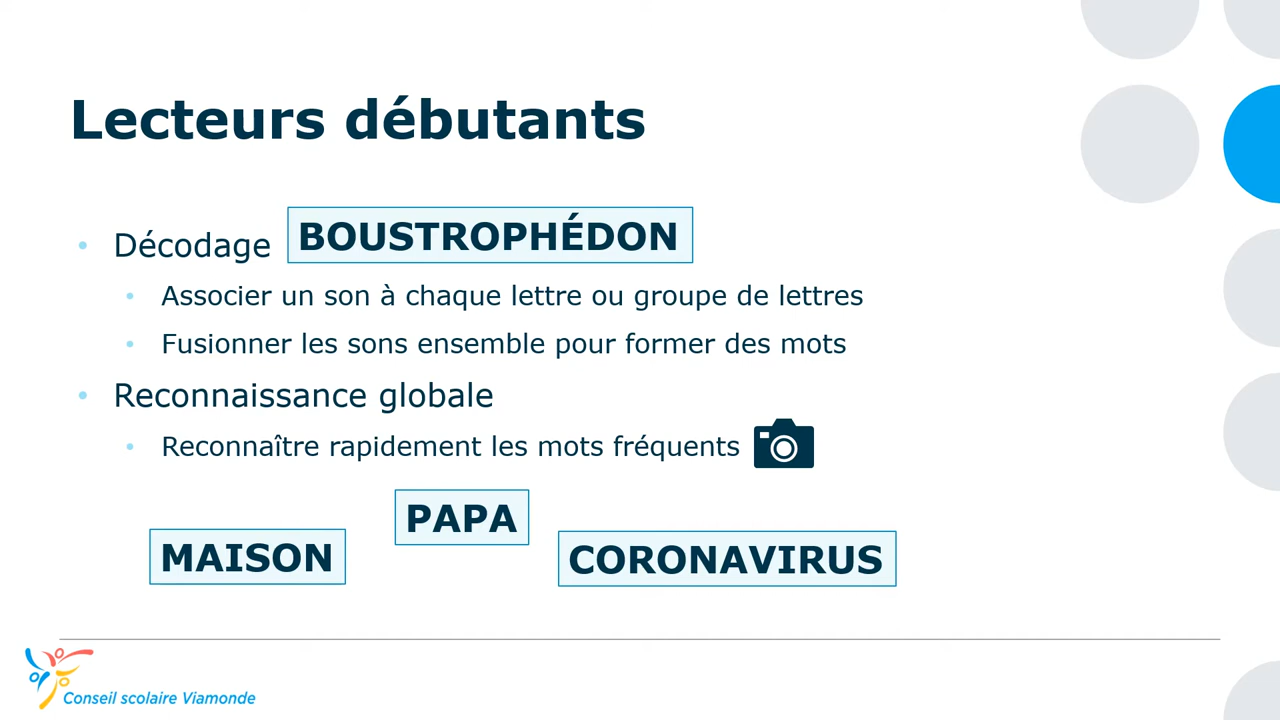 Lecteurs débutants
• Décodage BOUSTROPHÉDON
• Associer un son à chaque lettre ou groupe de lettres
• Fusionner les sons ensemble pour former des mots
• Reconnaissance globale
• Reconnaître rapidement les mots fréquents
PAPA
MAISON
CORONAVIRUS
Conseil scolaire Viamonde